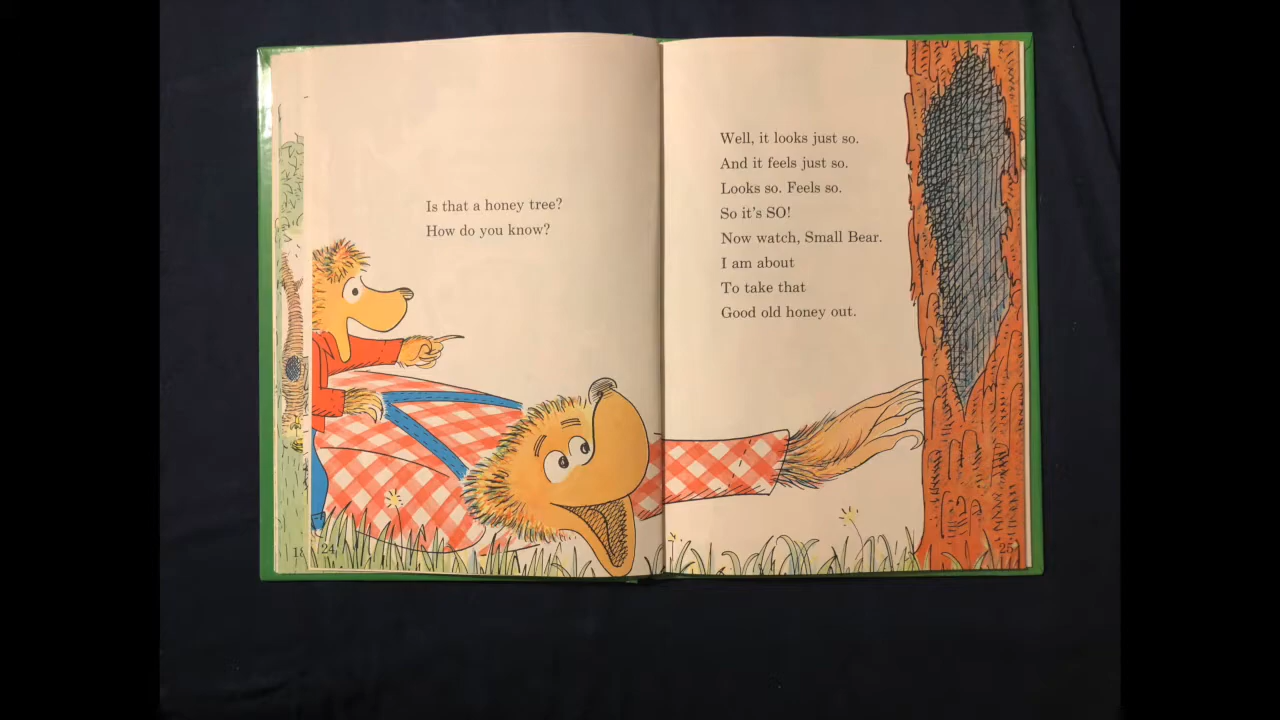 Is that a honey tree?
How do you know?
18
24
Well, it looks just so.
And it feels just so.
Looks so. Feels so.
So it's SO!
Now watch, Small Bear.
I am about
To take that
Good old honey out.
25